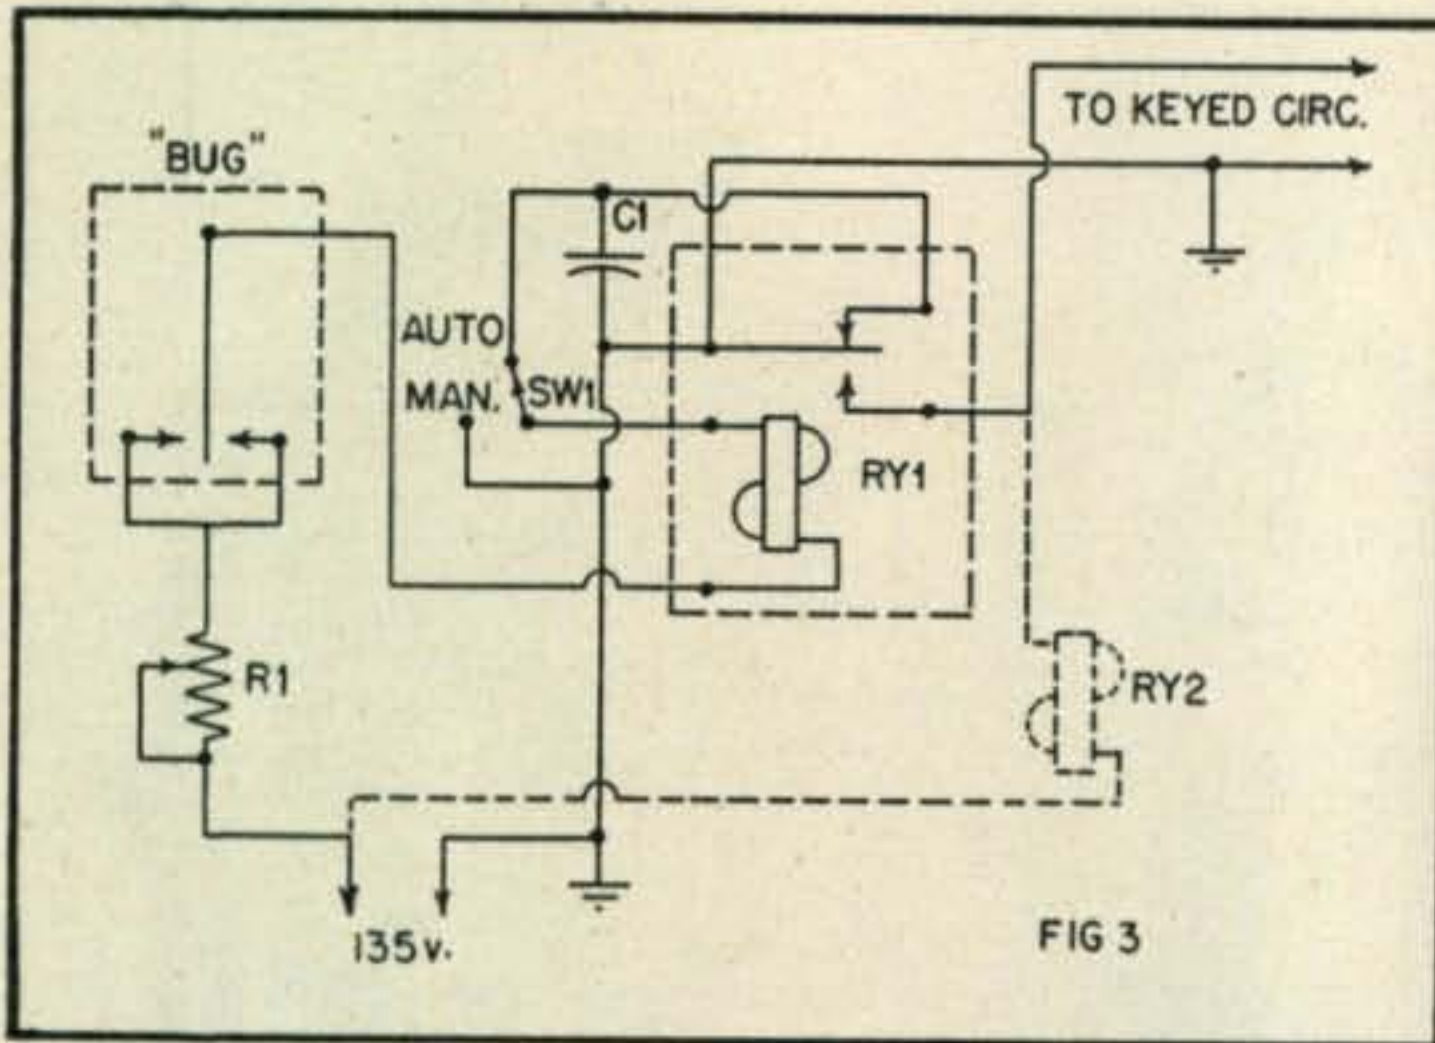 TO KEYED CIRC.
"BUG"
C1
AUTO
MAN.
SW1
RY1
R1
RY2
135v.
FIG 3